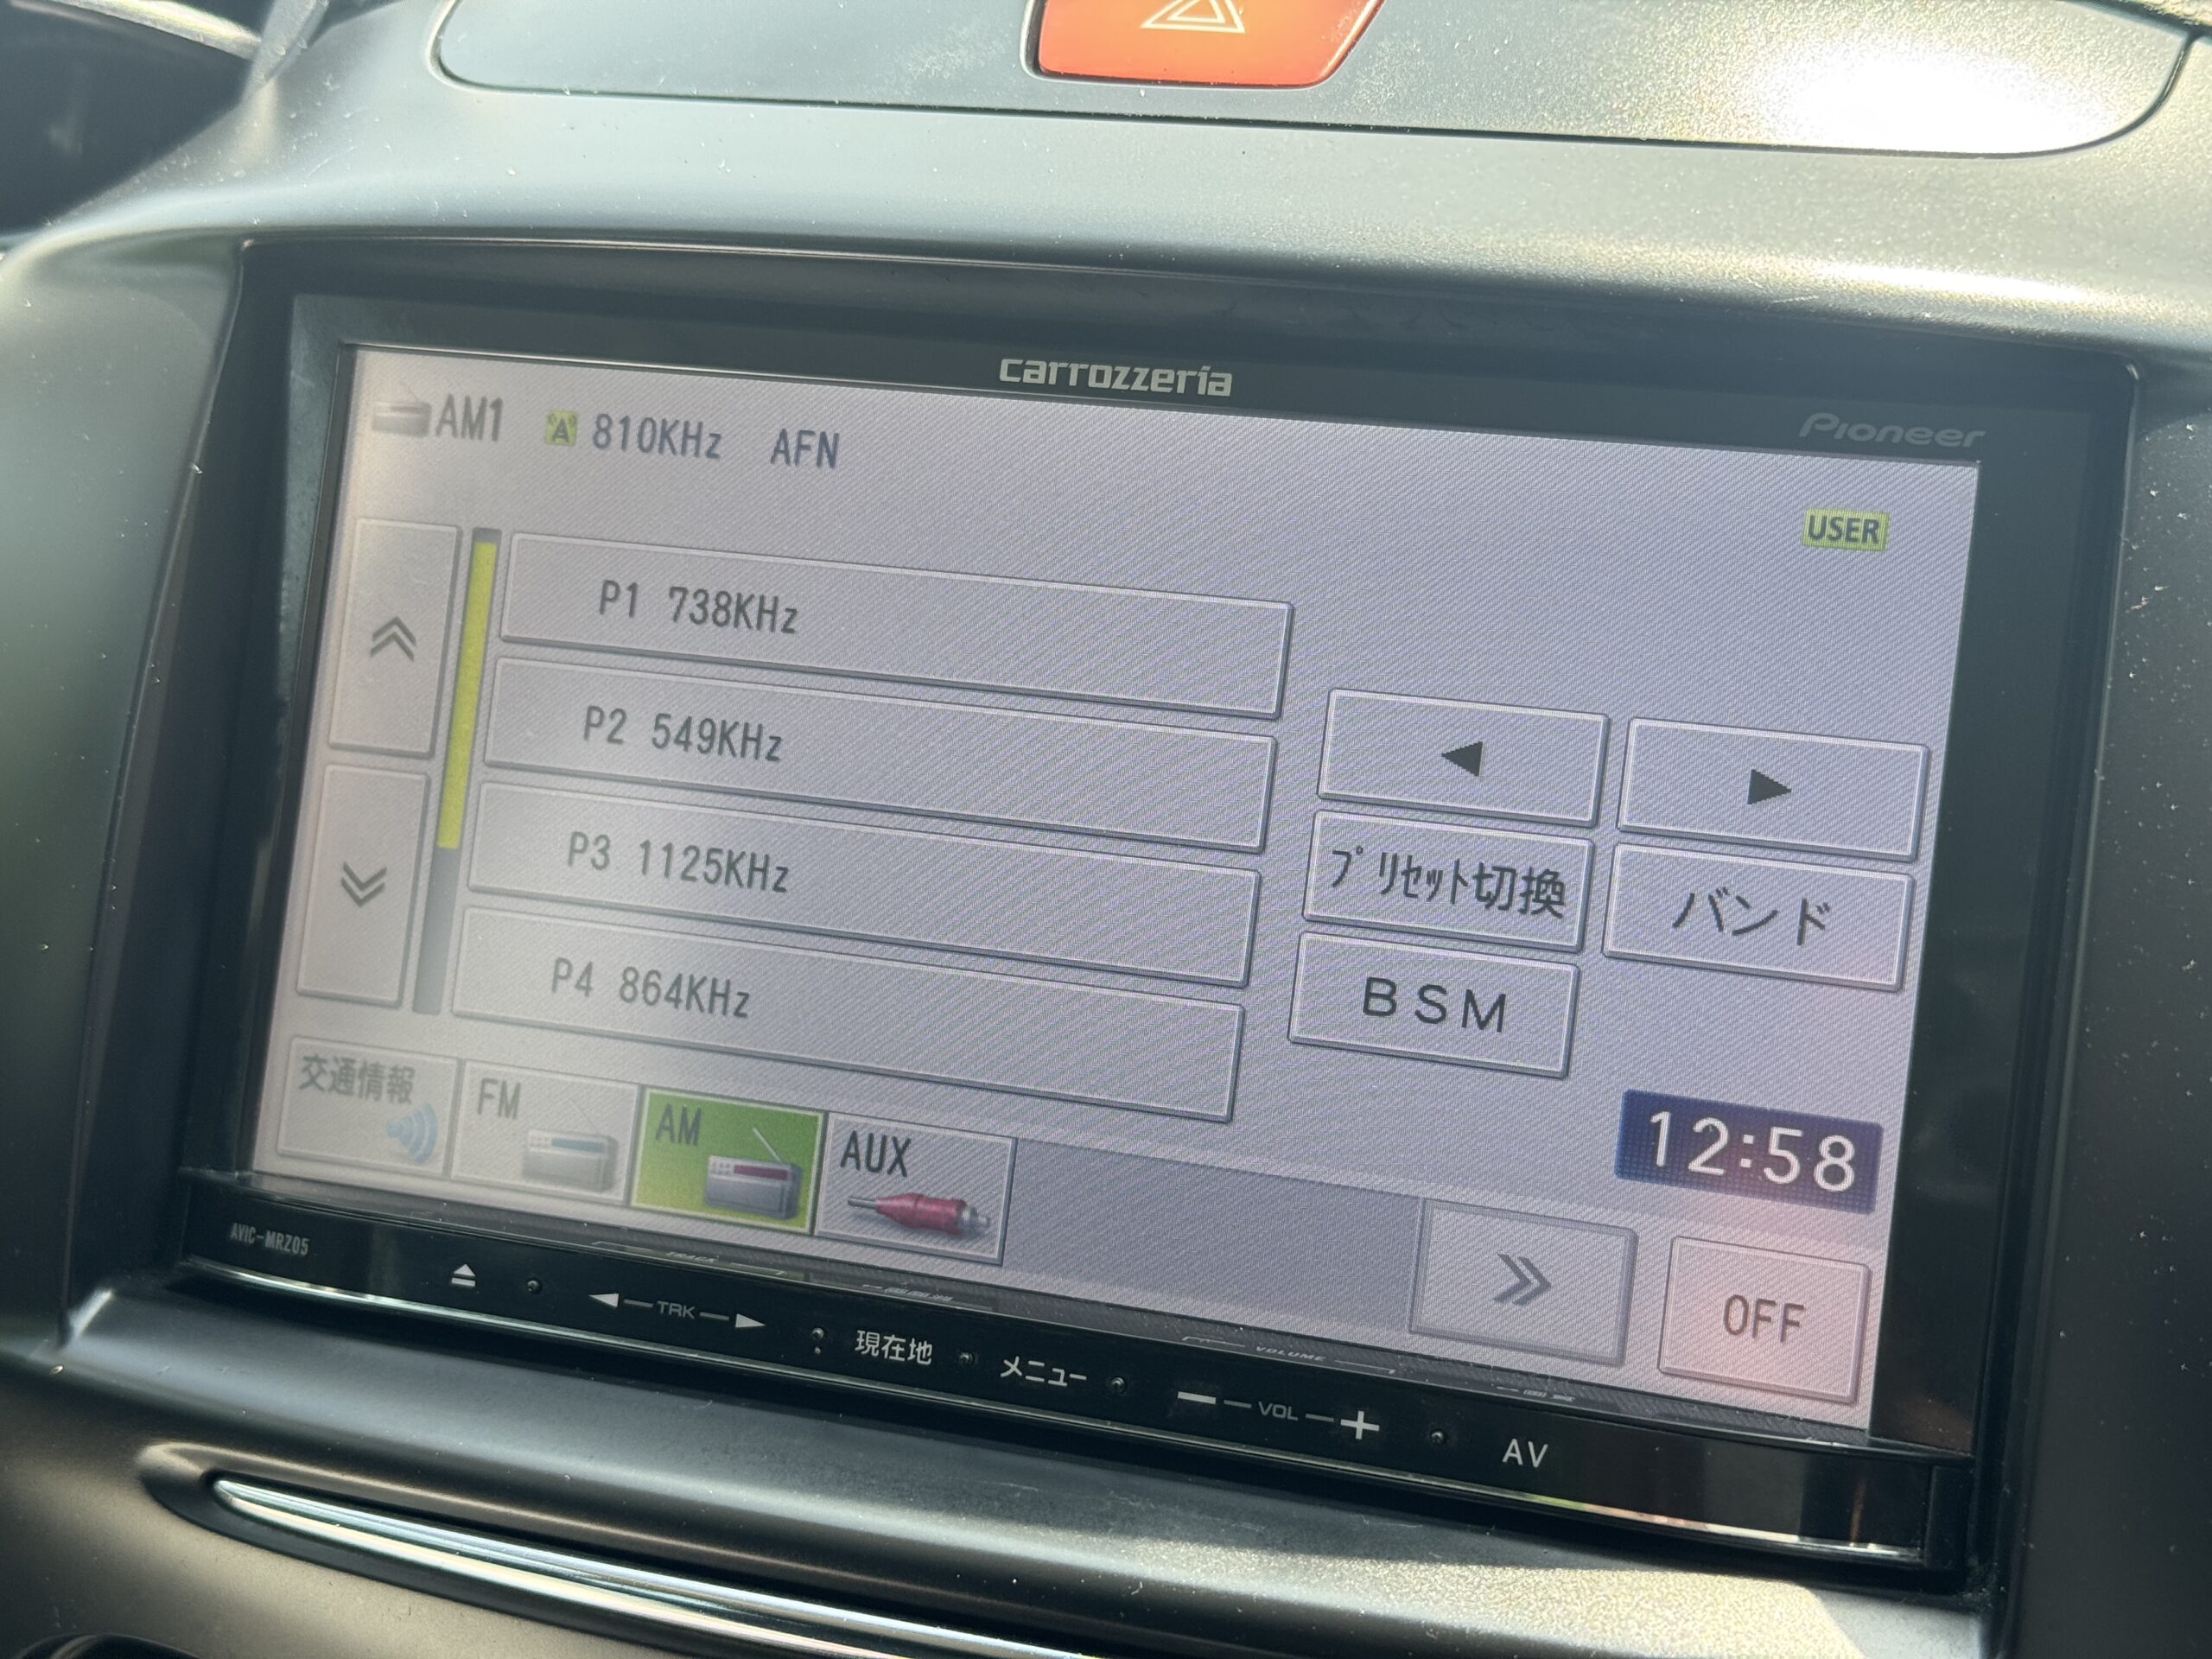 carrozzeria
Pioneer
AM1 A 810KHz AFN
USER
P1 738KHz
P2 549KHz
P3 1125KHz
P4 864KHz
◀ ▶
ﾌﾟﾘｾｯﾄ切換 バンド
BSM
交通情報 FM AM AUX
12:58
OFF
AVIC-MRZ05
TRACK
VOLUME
TRK 現在地 メニュー − VOL + AV